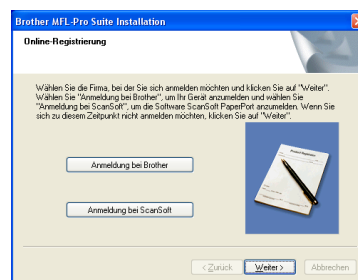 Brother MFL-Pro Suite Installation
Online-Registrierung
Wählen Sie die Firma, bei der Sie sich anmelden möchten und klicken Sie auf "Weiter".
Wählen Sie "Anmeldung bei Brother", um Ihr Gerät anzumelden und wählen Sie
"Anmeldung bei ScanSoft", um die Software ScanSoft PaperPort anzumelden. Wenn Sie
sich zu diesem Zeitpunkt nicht anmelden möchten, klicken Sie auf "Weiter".
Anmeldung bei Brother
Anmeldung bei ScanSoft
Product Registration
< Zurück
Weiter >
Abbrechen